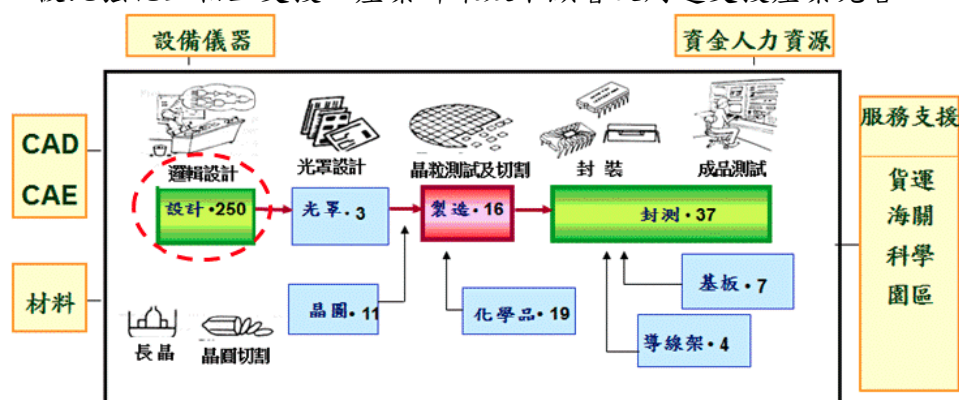 設備儀器
資金人力資源
CAD
CAE
材料
服務支援
貨運
海關
科學
園區
邏輯設計
光罩設計
晶粒測試及切割
封裝
成品測試
設計・250
光罩・3
製造・16
封測・37
晶圓・11
化學品・19
基板・7
導線架・4
長晶
晶圓切割